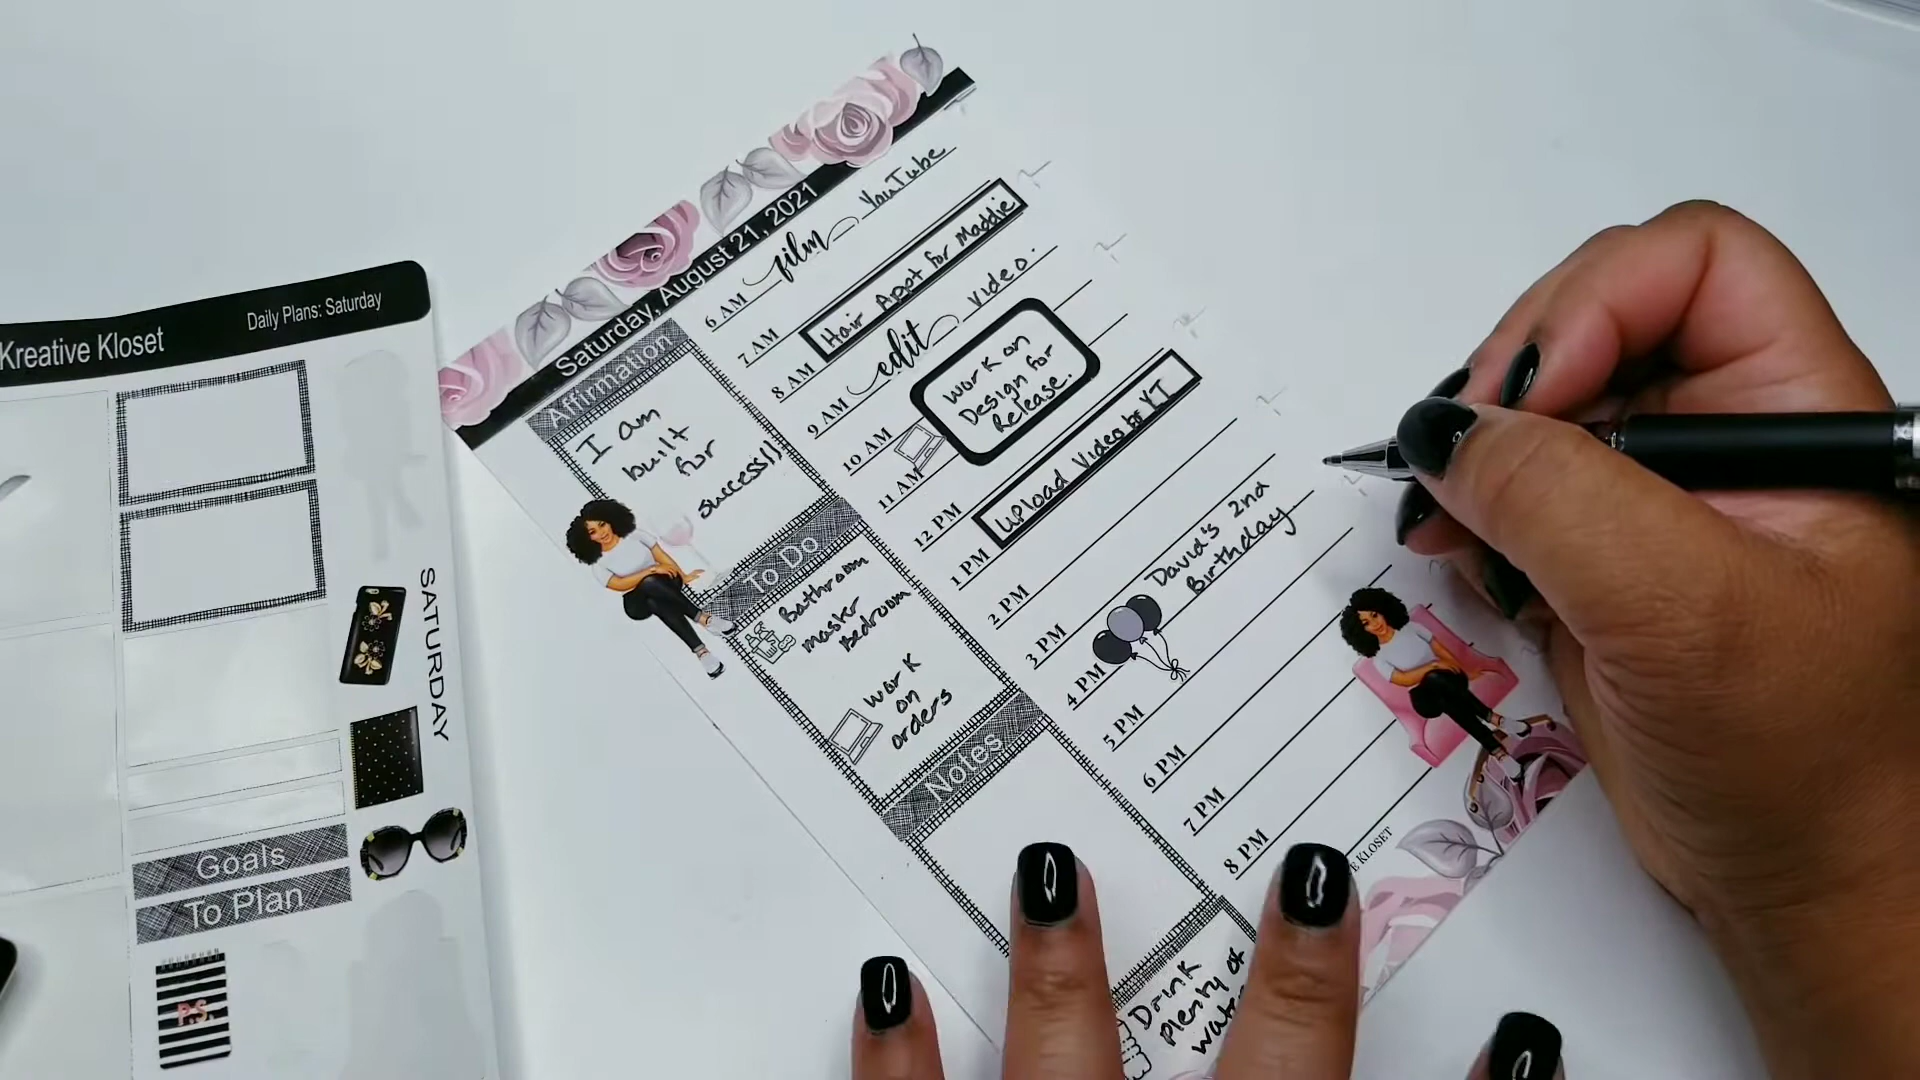 Kreative Kloset
Daily Plans: Saturday
SATURDAY
Goals
To Plan
P.S.
Saturday, August 21, 2021
Affirmation
I am
built
for
success!!
To Do
Bathroom
master
Bedroom
work
on
orders
Notes
Drink
plenty of
6 AM film YouTube
7 AM
Hair Appt for Maddie
8 AM
9 AM edit video.
10 AM
work on
Design for
Release.
11 AM
12 PM
Upload Video for YT
1 PM
2 PM
3 PM
David's 2nd
Birthday
4 PM
5 PM
6 PM
7 PM
8 PM
KLOSET